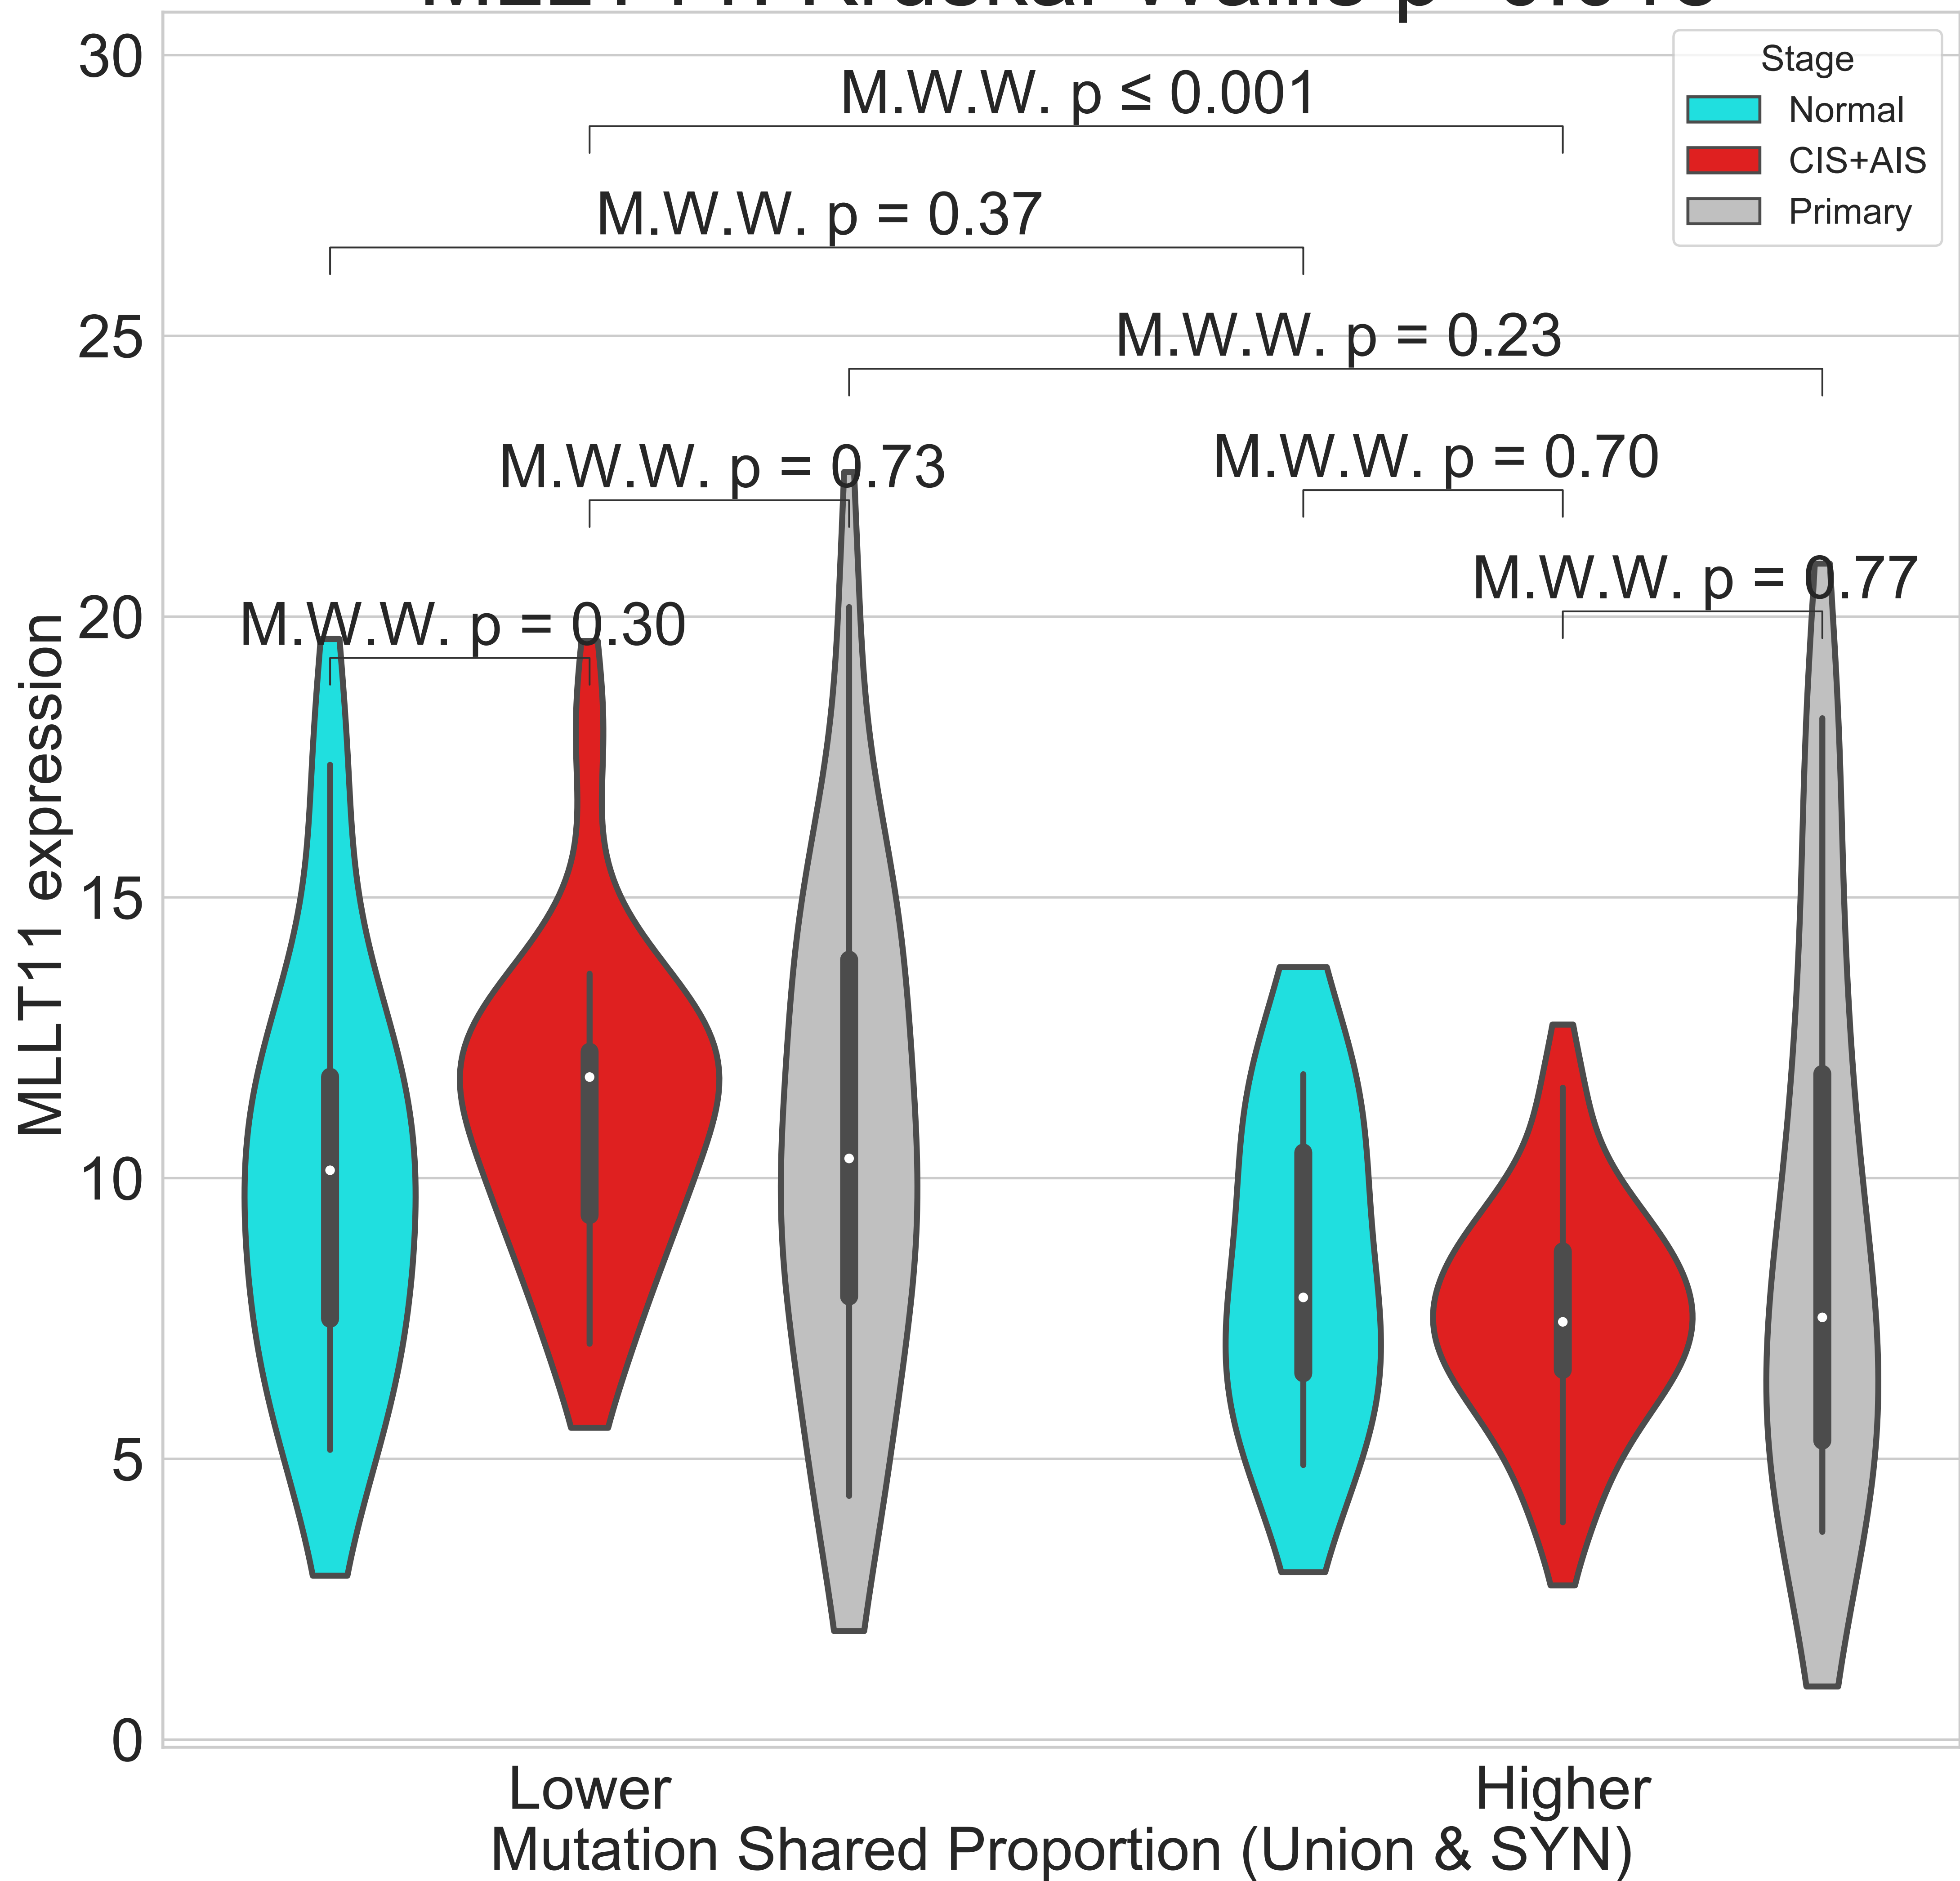 30
25
20
15
10
5
0
MLLT11 expression
M.W.W. p ≤ 0.001
M.W.W. p = 0.37
M.W.W. p = 0.23
M.W.W. p = 0.73
M.W.W. p = 0.70
M.W.W. p = 0.77
M.W.W. p = 0.30
Stage
Normal
CIS+AIS
Primary
Lower
Higher
Mutation Shared Proportion (Union & SYN)